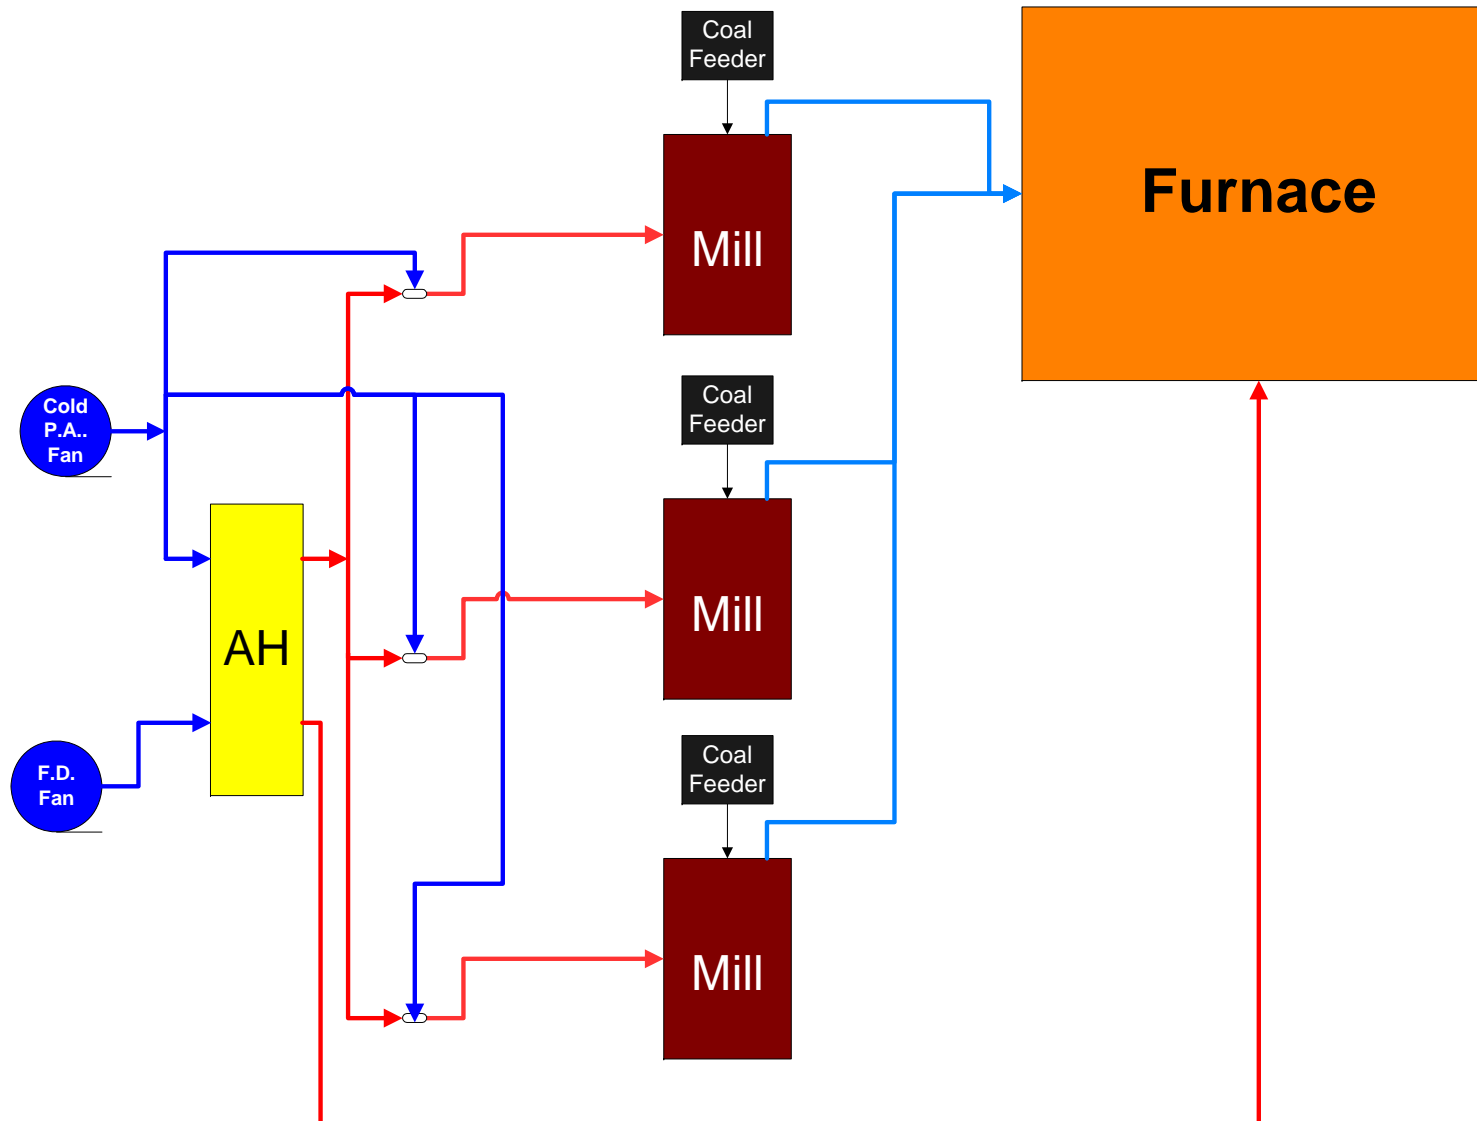 Coal
Feeder
Furnace
Mill
Cold
P.A..
Fan
Coal
Feeder
AH
Mill
F.D.
Fan
Coal
Feeder
Mill